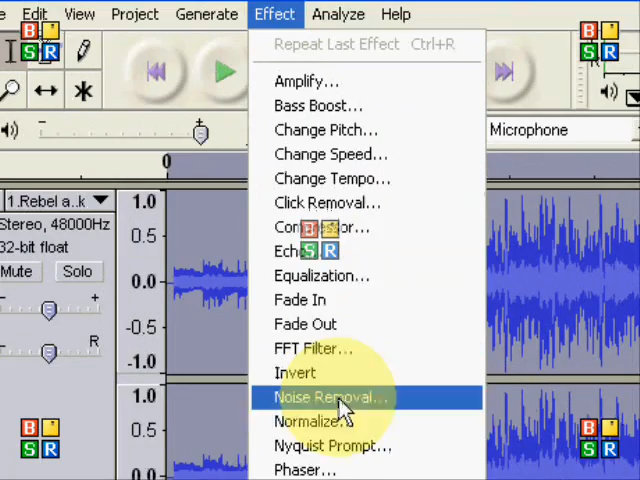 e Edit View Project Generate Effect Analyze Help
Repeat Last Effect Ctrl+R
Amplify...
Bass Boost...
Change Pitch...
Change Speed...
Change Tempo...
Click Removal...
Compressor...
Echo...
Equalization...
Fade In
Fade Out
FFT Filter...
Invert
Noise Removal...
Normalize...
Nyquist Prompt...
Phaser...
R
- +
Microphone
0
1.Rebel a..k
Stereo, 48000Hz
32-bit float
Mute Solo
- +
R
1.0
0.5
0.0
-0.5
-1.0
1.0
0.5
0.0
B
S R
B
S R
B
S R
B
S R
B
S R